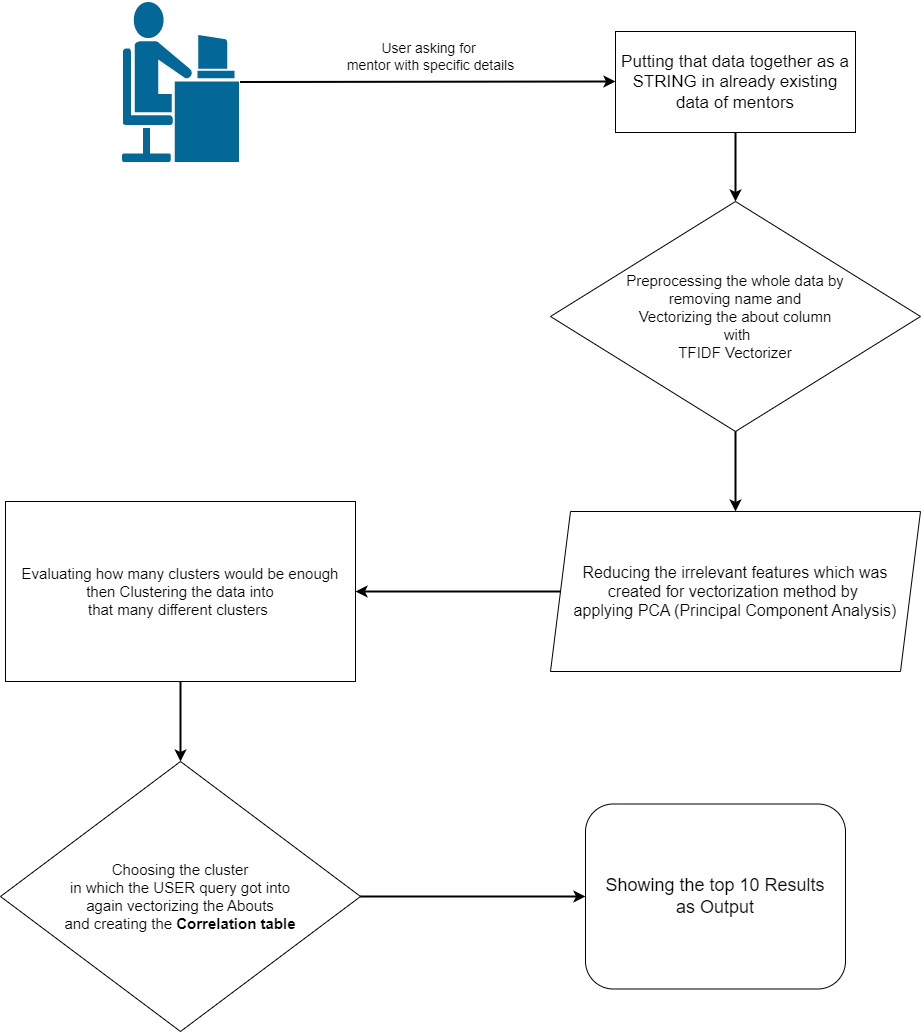 User asking for
mentor with specific details
Putting that data together as a
STRING in already existing
data of mentors
Preprocessing the whole data by
removing name and
Vectorizing the about column
with
TFIDF Vectorizer
Reducing the irrelevant features which was
created for vectorization method by
applying PCA (Principal Component Analysis)
Evaluating how many clusters would be enough
then Clustering the data into
that many different clusters
Choosing the cluster
in which the USER query got into
again vectorizing the Abouts
and creating the Correlation table
Showing the top 10 Results
as Output